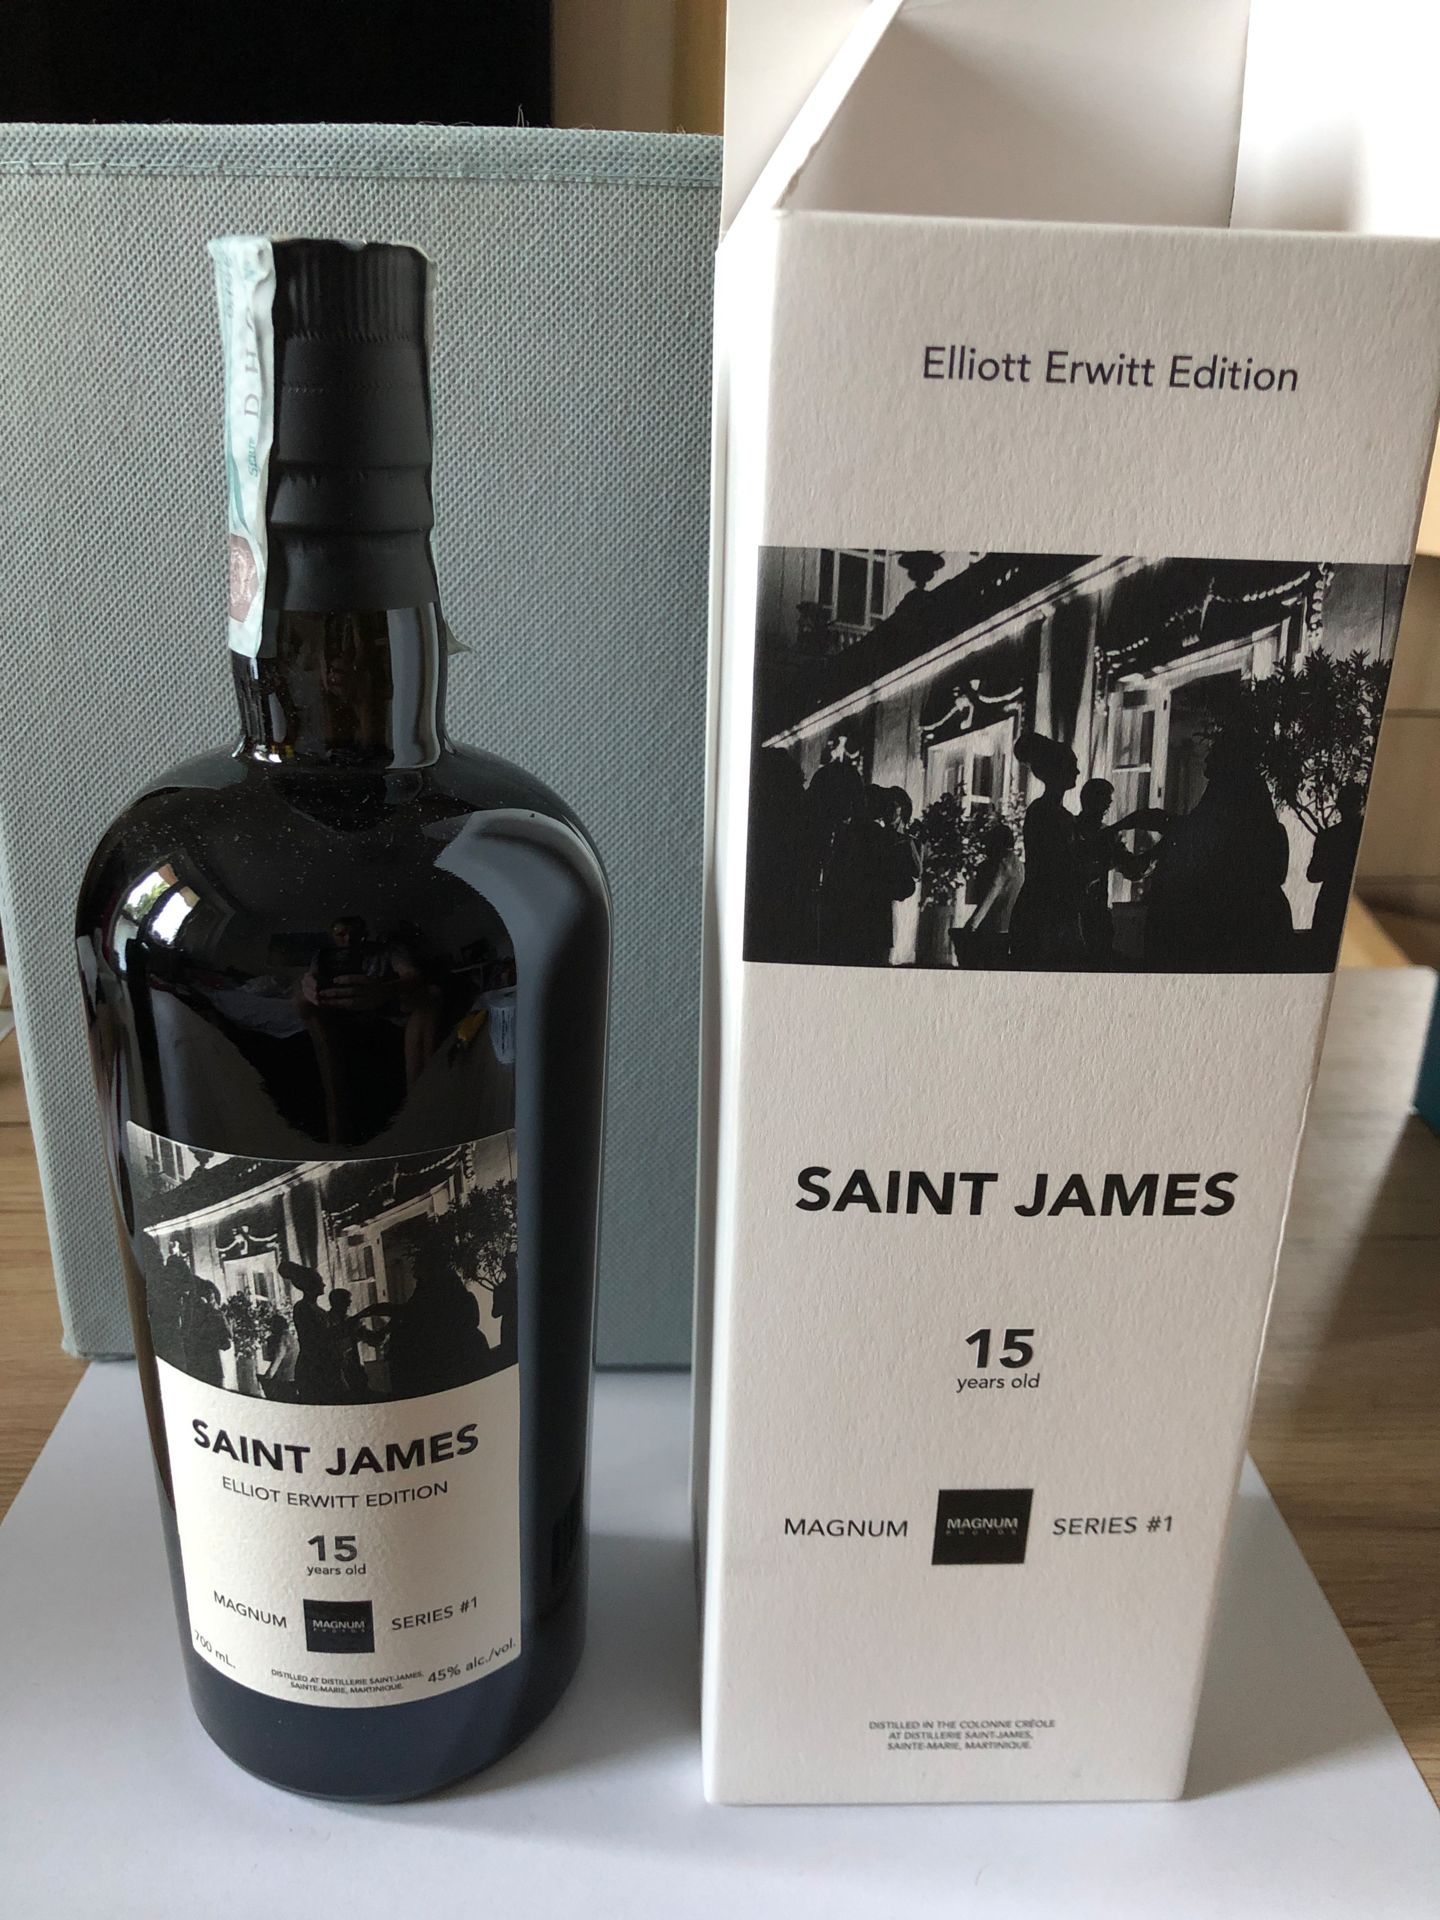 Elliott Erwitt Edition
SAINT JAMES
15
years old
MAGNUM
MAGNUM
PHOTOS
SERIES #1
DISTILLED IN THE COLONNE CRÉOLE
AT DISTILLERIE SAINT-JAMES,
SAINTE-MARIE, MARTINIQUE.
SAINT JAMES
ELLIOT ERWITT EDITION
15
years old
MAGNUM
MAGNUM
PHOTOS
SERIES #1
700 mL.
DISTILLED AT DISTILLERIE SAINT-JAMES,
SAINTE-MARIE, MARTINIQUE.
45% alc./vol.